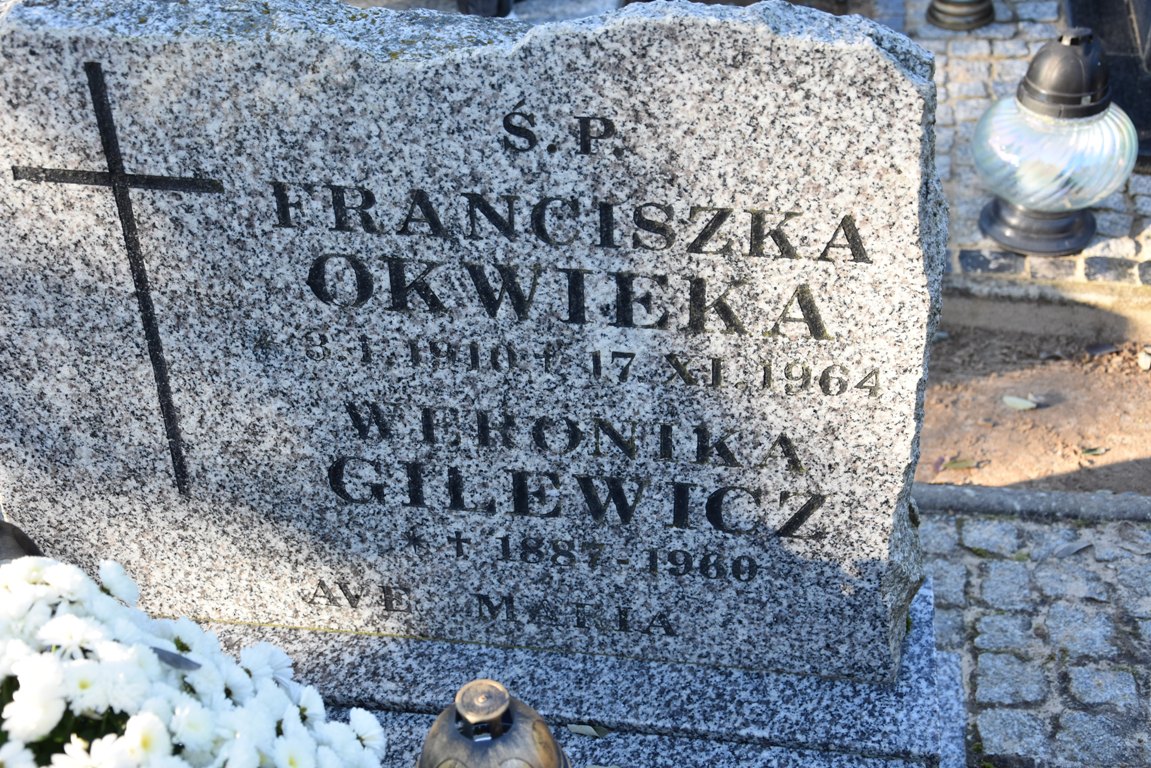 Ś. P.
FRANCISZKA
OKWIEKA
* 3 I 1910 † 17 XI 1964
WERONIKA
GILEWICZ
* † 1887-1960
AVE MARIA